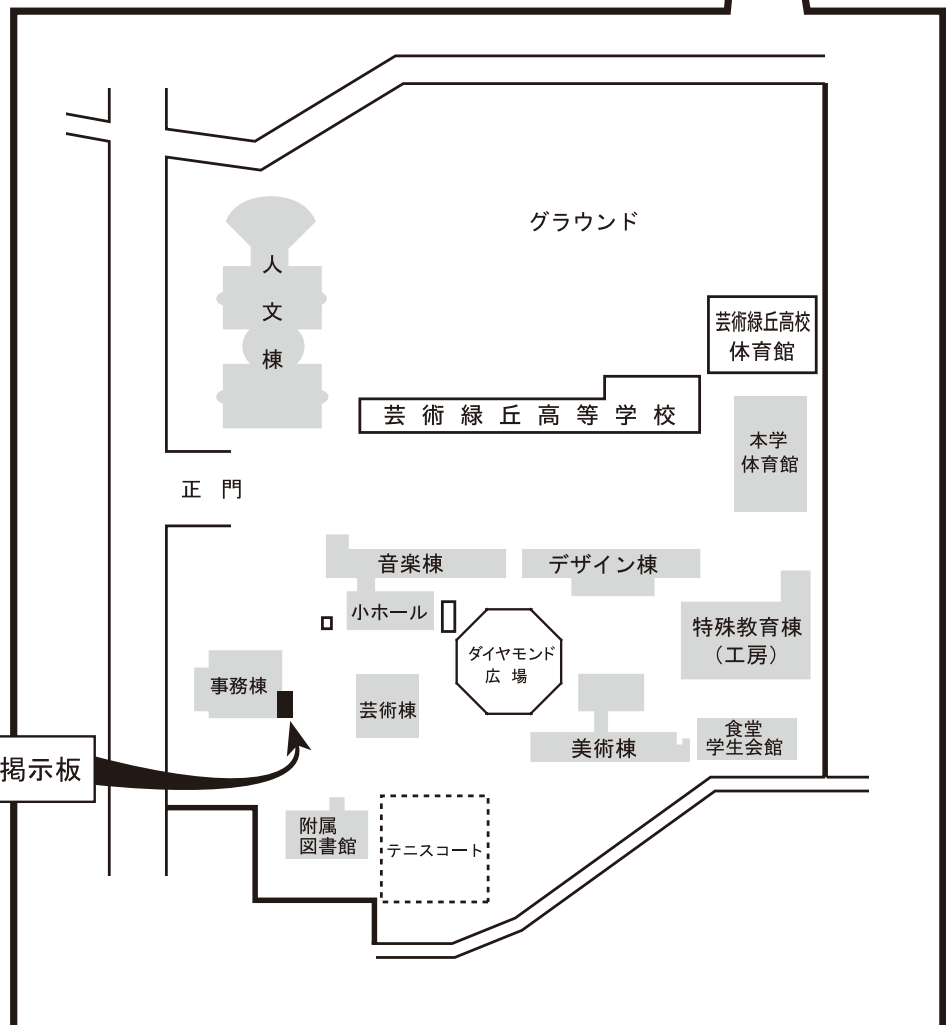 グラウンド
人文棟
芸術緑丘高校
体育館
芸術緑丘高等学校
本学
体育館
正門
音楽棟
デザイン棟
小ホール
特殊教育棟
(工房)
ダイヤモンド
広場
事務棟
芸術棟
食堂
学生会館
美術棟
掲示板
附属
図書館
テニスコート